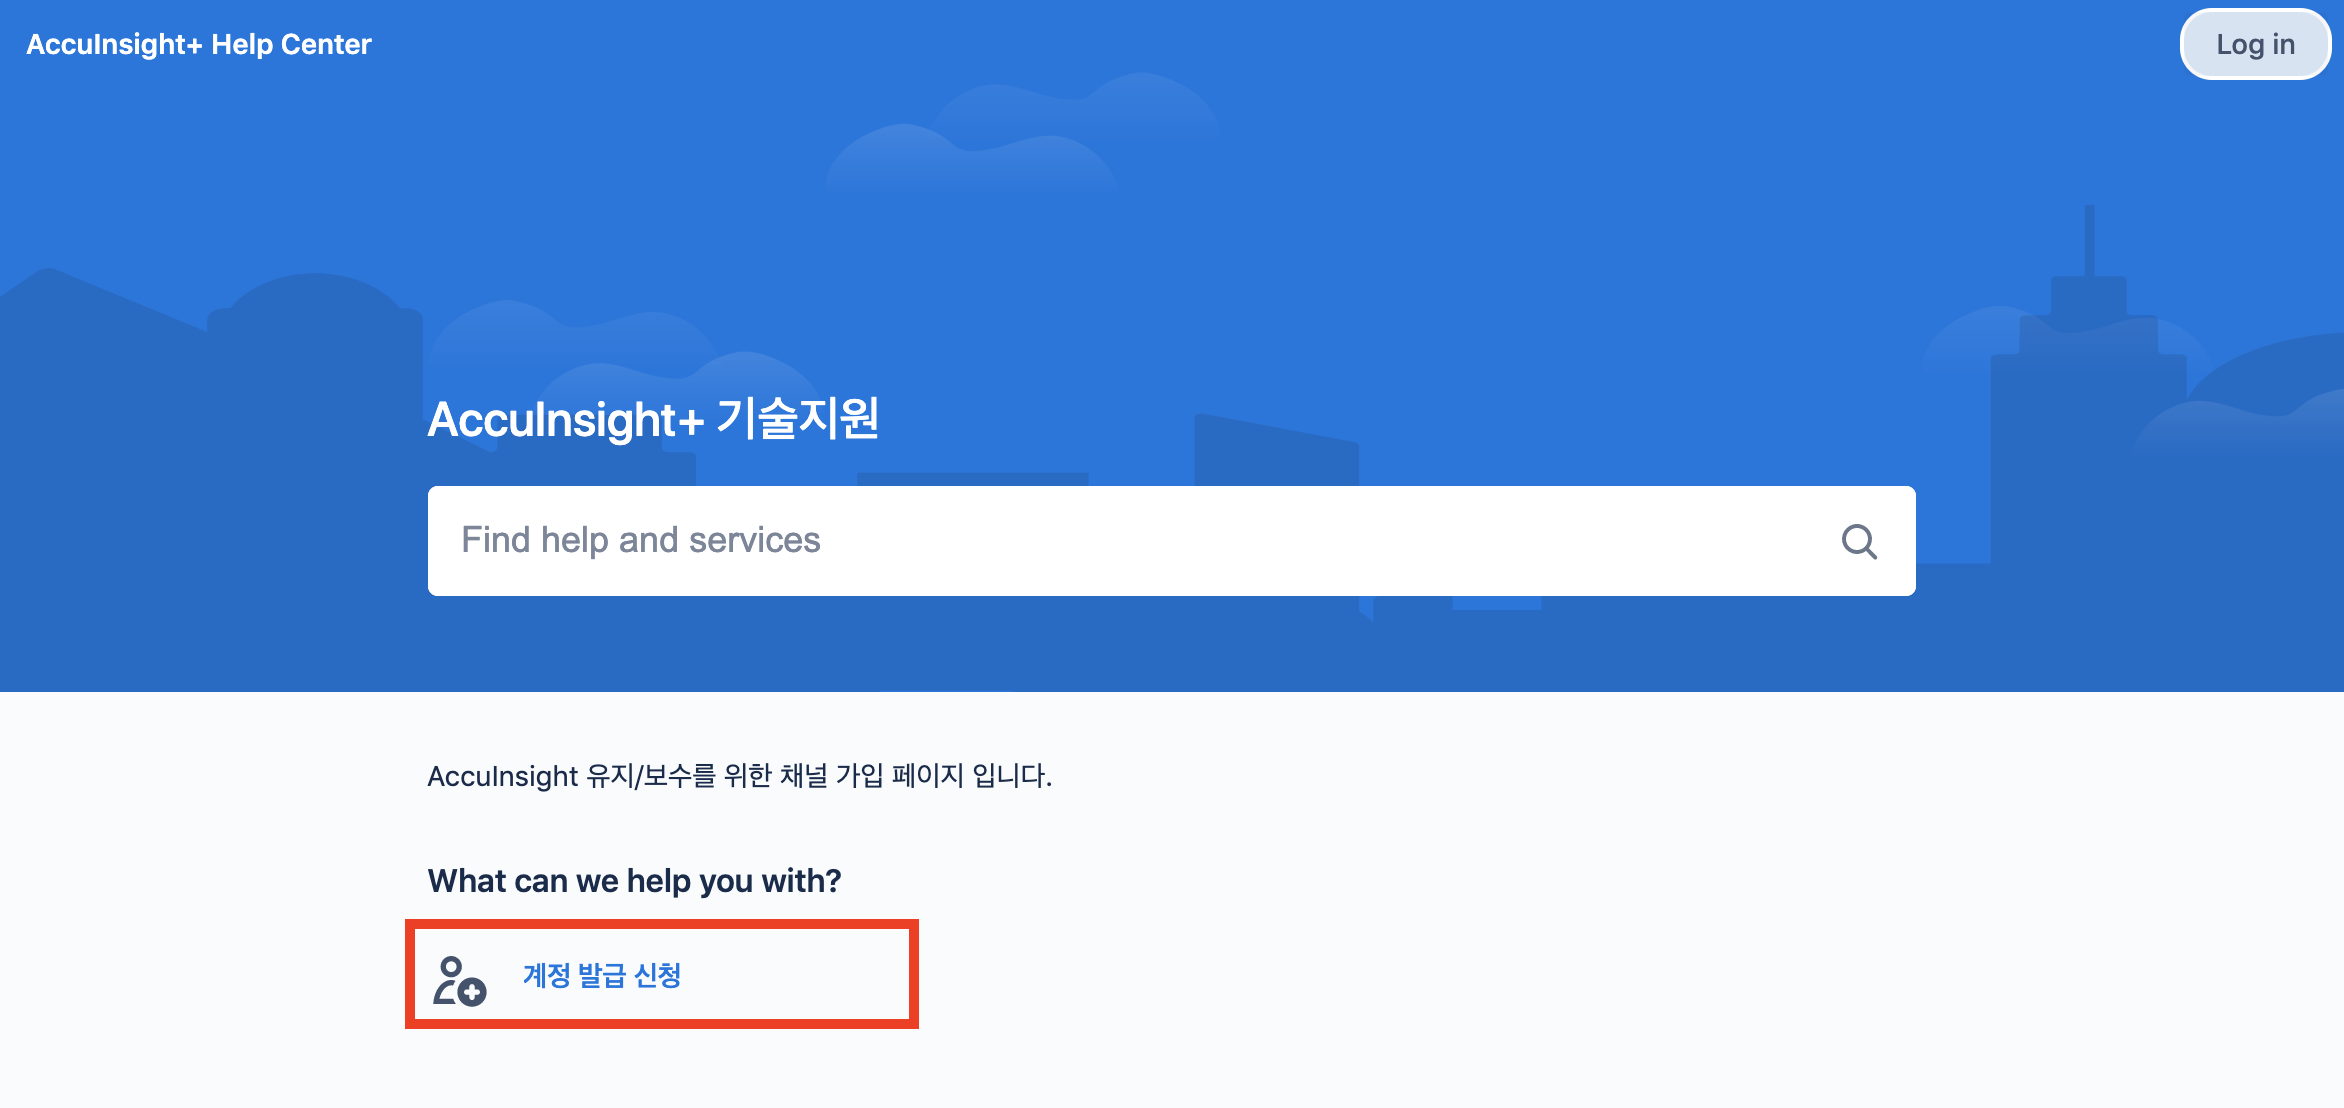 AccuInsight+ Help Center
Log in
AccuInsight+ 기술지원
Find help and services
AccuInsight 유지/보수를 위한 채널 가입 페이지 입니다.
What can we help you with?
계정 발급 신청